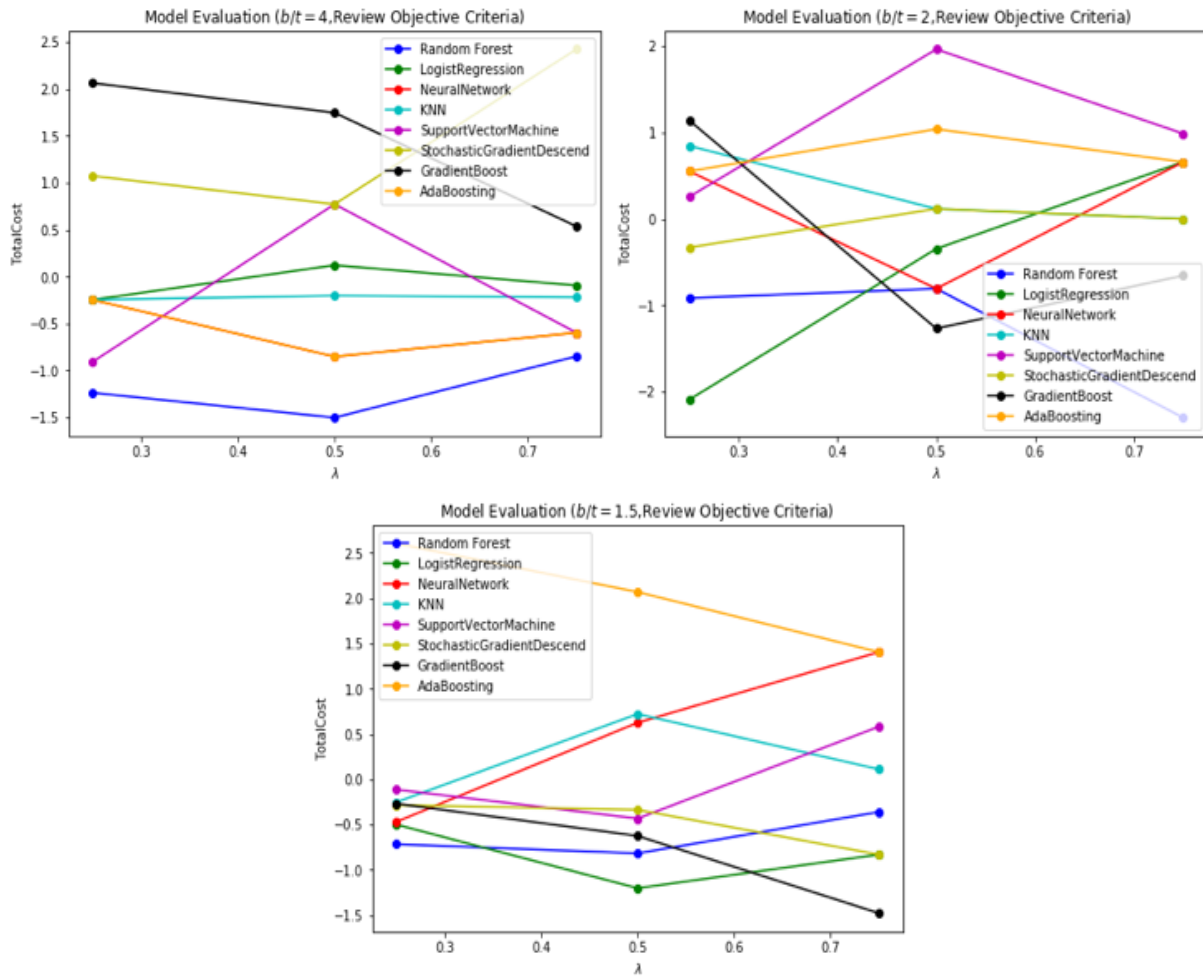 Model Evaluation (b/t = 4,Review Objective Criteria)
2.5
2.0
1.5
1.0
0.5
0.0
−0.5
−1.0
−1.5
TotalCost
Random Forest
LogistRegression
NeuralNetwork
KNN
SupportVectorMachine
StochasticGradientDescend
GradientBoost
AdaBoosting
0.3
0.4
0.5
0.6
0.7
λ
Model Evaluation (b/t = 2,Review Objective Criteria)
2
1
0
−1
−2
TotalCost
Random Forest
LogistRegression
NeuralNetwork
KNN
SupportVectorMachine
StochasticGradientDescend
GradientBoost
AdaBoosting
0.3
0.4
0.5
0.6
0.7
λ
Model Evaluation (b/t = 1.5,Review Objective Criteria)
2.5
2.0
1.5
1.0
0.5
0.0
−0.5
−1.0
−1.5
TotalCost
Random Forest
LogistRegression
NeuralNetwork
KNN
SupportVectorMachine
StochasticGradientDescend
GradientBoost
AdaBoosting
0.3
0.4
0.5
0.6
0.7
λ